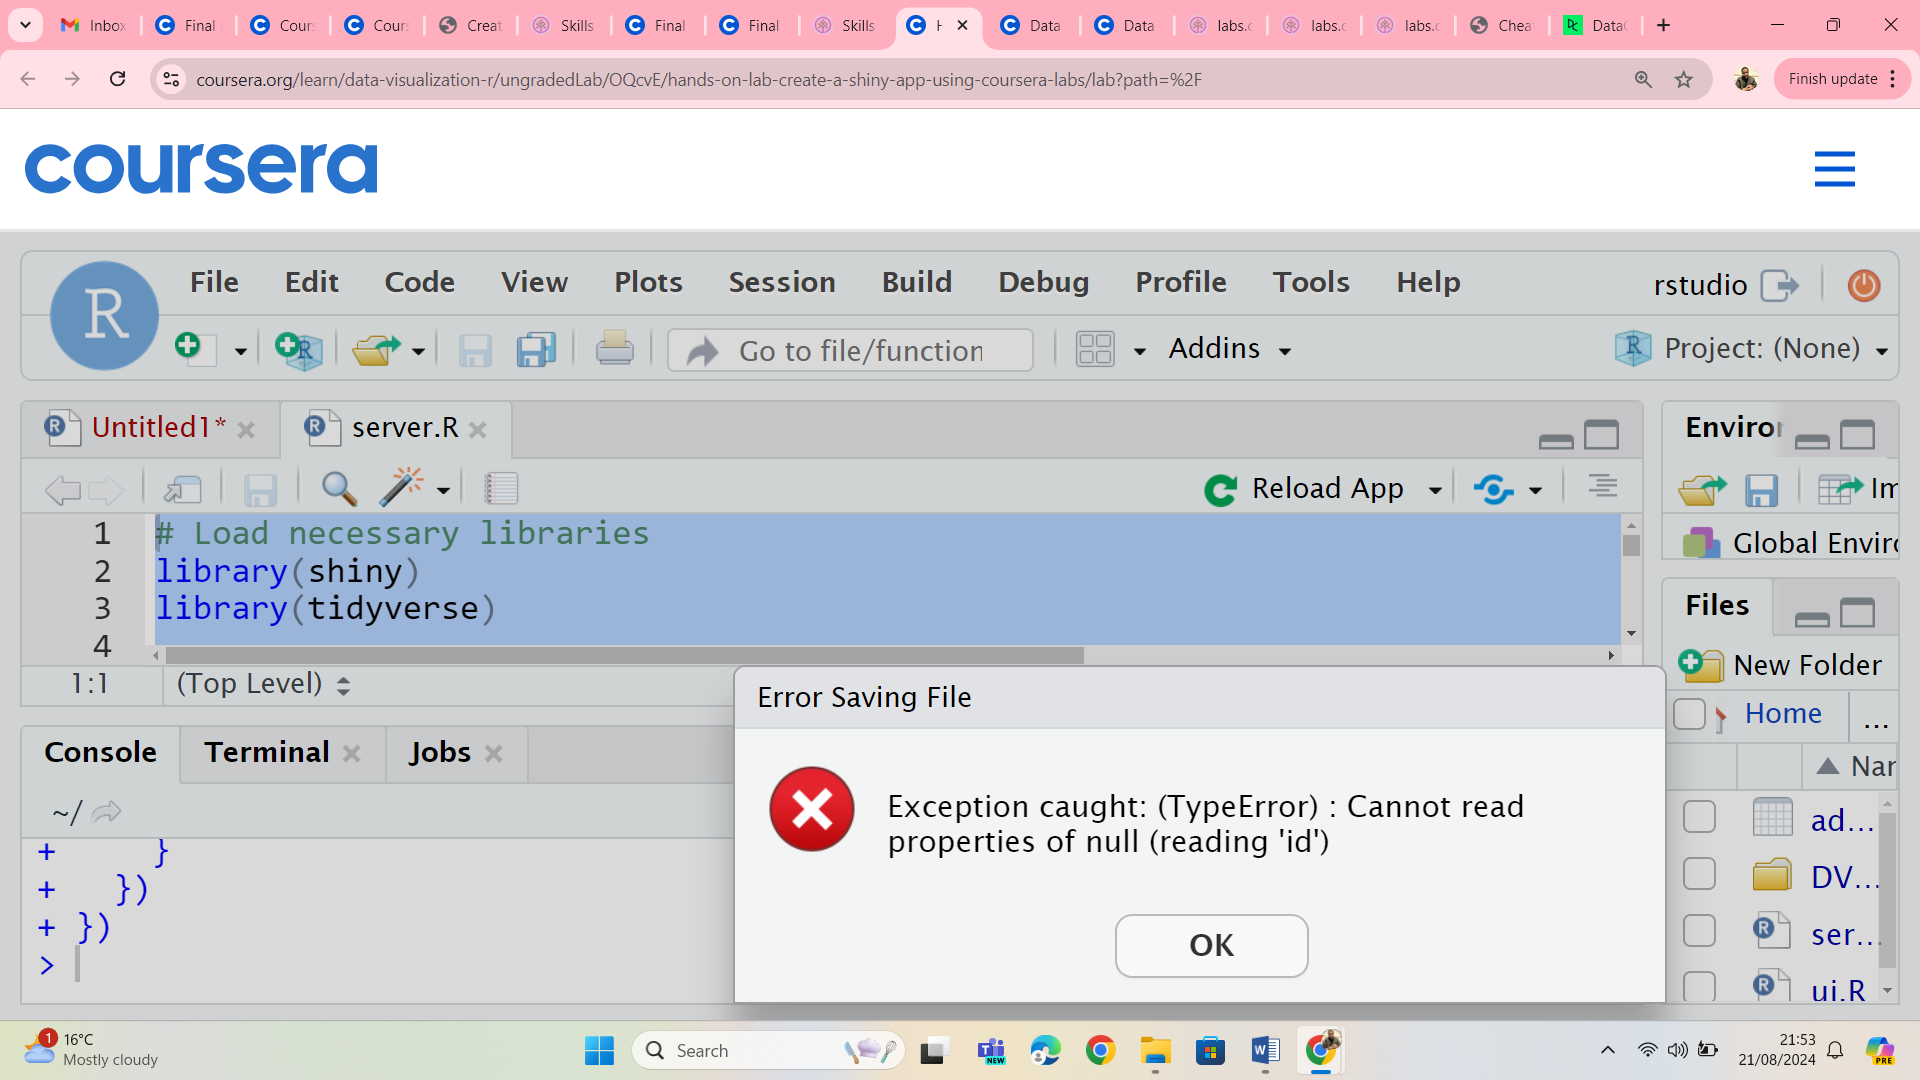 Inbox
Final
Cours
Cours
Creat
Skills
Final
Final
Skills
Data
Data
labs.c
labs.c
labs.c
Chea
Data
coursera.org/learn/data-visualization-r/ungradedLab/OQcvE/hands-on-lab-create-a-shiny-app-using-coursera-labs/lab?path=%2F
Finish update
coursera
R
File Edit Code View Plots Session Build Debug Profile Tools Help
rstudio
Go to file/function
Addins
Project: (None)
Untitled1*
server.R
Reload App
1 # Load necessary libraries
2 library(shiny)
3 library(tidyverse)
4
1:1 (Top Level)
Console Terminal Jobs
~/
+ }
+ })
+ })
>
Environ
Im
Global Enviro
Files
New Folder
Home ...
Nar
ad...
DV...
ser...
ui.R
Error Saving File
Exception caught: (TypeError) : Cannot read
properties of null (reading 'id')
OK
1
16°C
Mostly cloudy
Search
NEW
21:53
21/08/2024
PRE